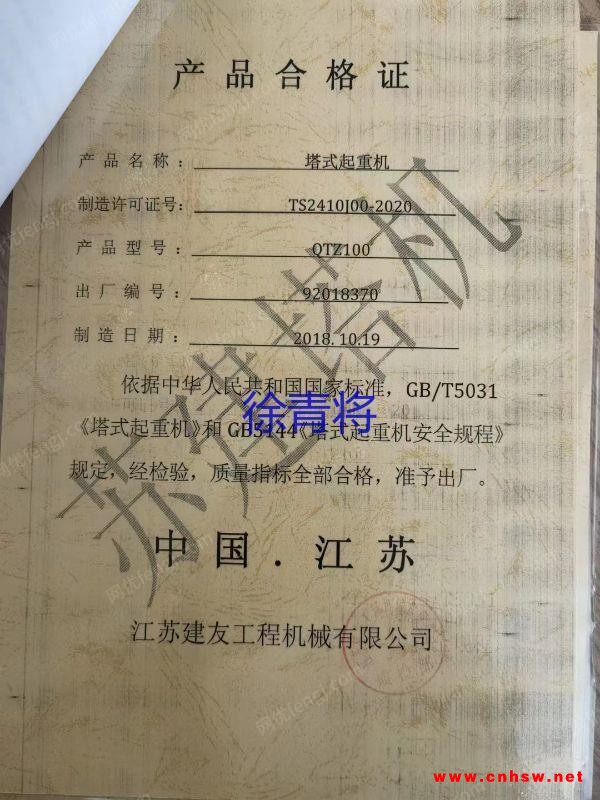 产品合格证
产品名称：塔式起重机
制造许可证号：TS2410J00-2020
产品型号：QTZ100
出厂编号：92018370
制造日期：2018.10.19
依据中华人民共和国国家标准，GB/T5031
《塔式起重机》和GB5144《塔式起重机安全规程》
规定，经检验，质量指标全部合格，准予出厂。
苏建塔机
徐青将
中国.江苏
江苏建友工程机械有限公司
www.cnhsw.net